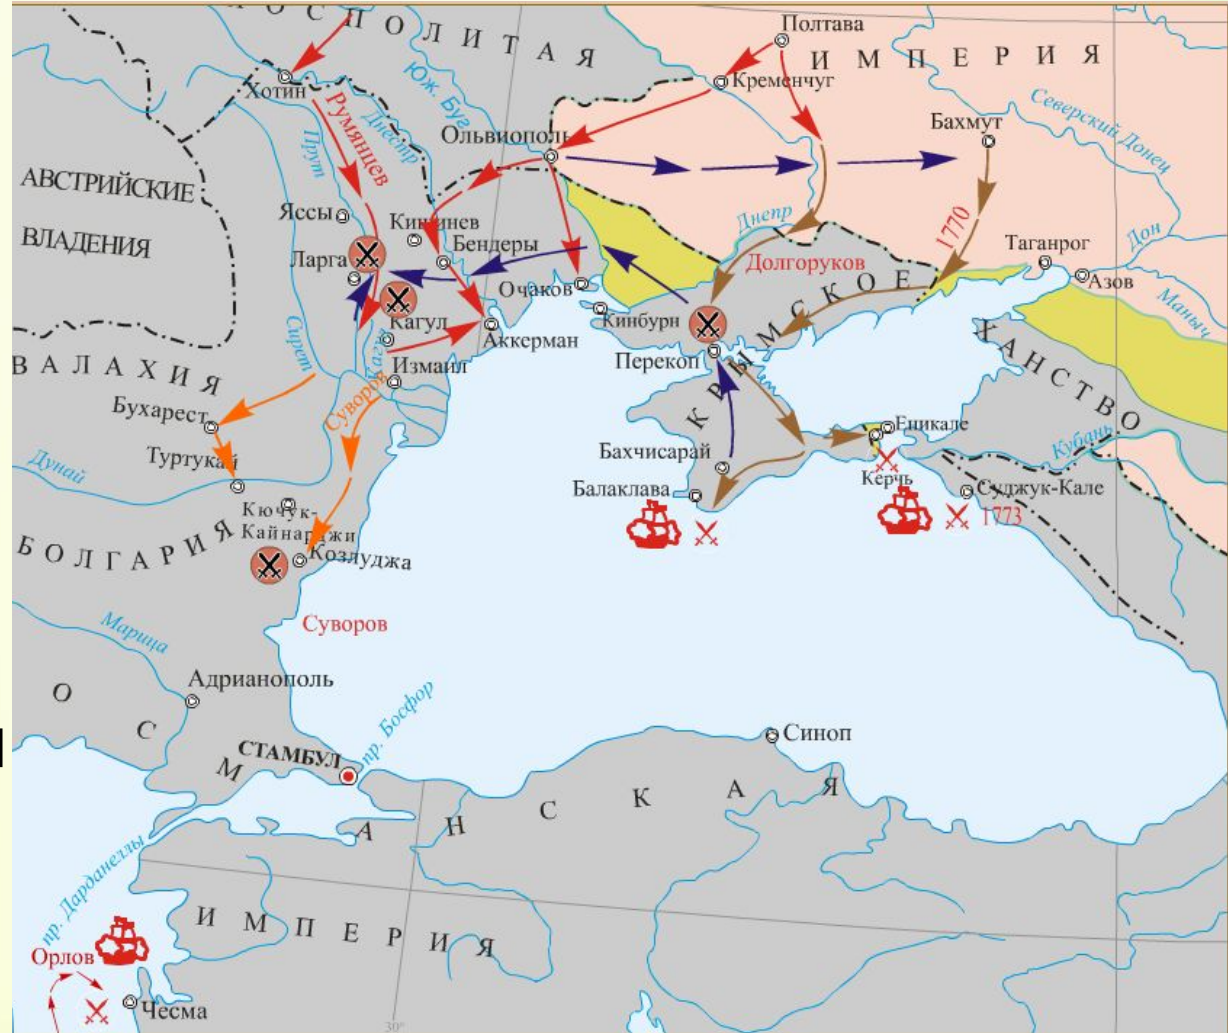 ПОСПОЛИТАЯ
Полтава
ИМПЕРИЯ
Хотин
Юж. Буг
Кременчуг
Северский Донец
Румянцев
Днестр
Прут
Ольвиополь
Бахмут
АВСТРИЙСКИЕ
ВЛАДЕНИЯ
Яссы
Кишинев
Бендеры
Днепр
1770
Дон
Таганрог
Ларга
Долгоруков
Азов
Очаков
Маныч
Кагул
Кинбурн
КРЫМСКОЕ
ХАНСТВО
Аккерман
Сирет
Кагул
Перекоп
ВАЛАХИЯ
Измаил
Суворов
Бухарест
Еникале
Кубань
Туртукай
Бахчисарай
Дунай
Керчь
Балаклава
Суджук-Кале
1773
Кючук-
Кайнарджи
БОЛГАРИЯ
Козлуджа
Марица
Суворов
Адрианополь
пр. Босфор
Синоп
СТАМБУЛ
ОСМАНСКАЯ
пр. Дарданеллы
ИМПЕРИЯ
Орлов
Чесма
30°